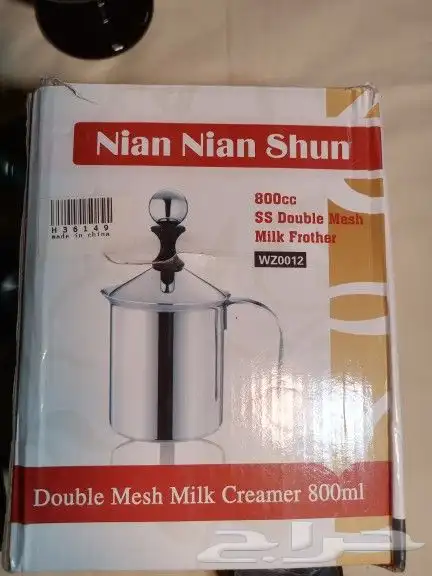 Nian Nian Shun
800cc
SS Double Mesh
Milk Frother
WZ0012
H36149
made in china
Double Mesh Milk Creamer 800ml
حراج